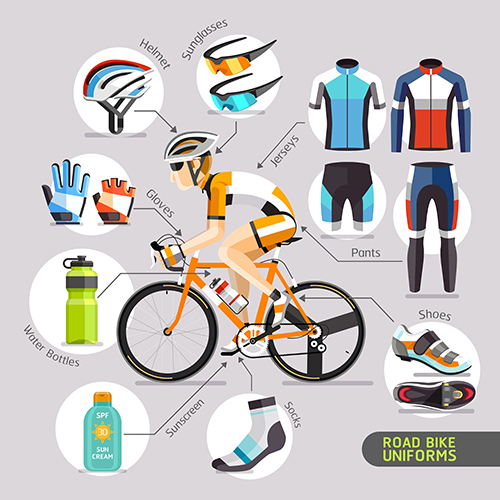 Helmet
Sunglasses
Jerseys
Gloves
Pants
Water Bottles
Shoes
SPF
30
SUN
CREAM
Sunscreen
Socks
ROAD BIKE
UNIFORMS